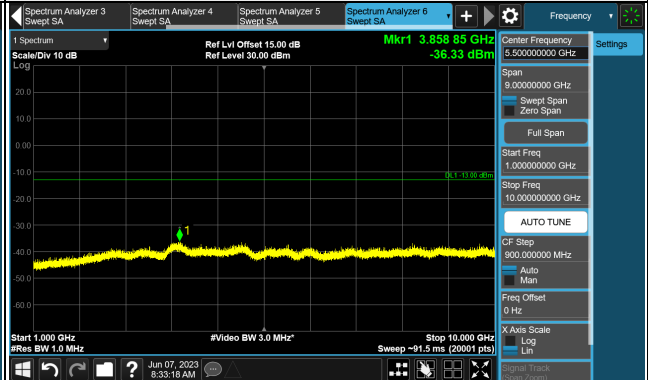 Spectrum Analyzer 3
Swept SA
Spectrum Analyzer 4
Swept SA
Spectrum Analyzer 5
Swept SA
Spectrum Analyzer 6
Swept SA
Frequency
1 Spectrum
Scale/Div 10 dB
Log
Ref Lvl Offset 15.00 dB
Ref Level 30.00 dBm
Mkr1 3.858 85 GHz
-36.33 dBm
20.0
10.0
0.00
-10.0
-20.0
-30.0
-40.0
-50.0
-60.0
DL1 -13.00 dBm
1
Start 1.000 GHz
#Res BW 1.0 MHz
#Video BW 3.0 MHz*
Stop 10.000 GHz
Sweep ~91.5 ms (20001 pts)
Center Frequency
5.500000000 GHz
Settings
Span
9.00000000 GHz
Swept Span
Zero Span
Full Span
Start Freq
1.000000000 GHz
Stop Freq
10.000000000 GHz
AUTO TUNE
CF Step
900.000000 MHz
Auto
Man
Freq Offset
0 Hz
X Axis Scale
Log
Lin
Signal Track
(Span Zoom)
?
Jun 07, 2023
8:33:18 AM